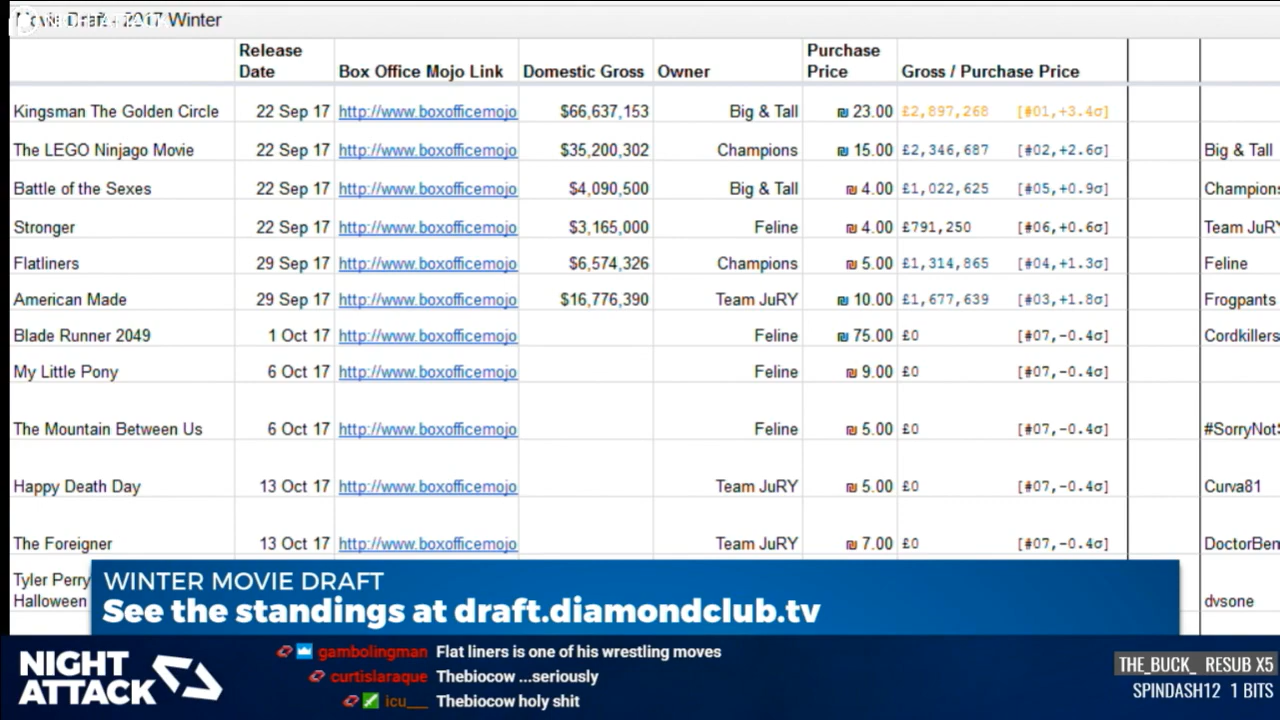 Movie Draft - 2017 Winter
Release Date Box Office Mojo Link Domestic Gross Owner Purchase Price Gross / Purchase Price
Kingsman The Golden Circle 22 Sep 17 http://www.boxofficemojo $66,637,153 Big & Tall ₪ 23.00 £2,897,268 [#01,+3.4σ]
The LEGO Ninjago Movie 22 Sep 17 http://www.boxofficemojo $35,200,302 Champions ₪ 15.00 £2,346,687 [#02,+2.6σ] Big & Tall
Battle of the Sexes 22 Sep 17 http://www.boxofficemojo $4,090,500 Big & Tall ₪ 4.00 £1,022,625 [#05,+0.9σ] Champions
Stronger 22 Sep 17 http://www.boxofficemojo $3,165,000 Feline ₪ 4.00 £791,250 [#06,+0.6σ] Team JuRY
Flatliners 29 Sep 17 http://www.boxofficemojo $6,574,326 Champions ₪ 5.00 £1,314,865 [#04,+1.3σ] Feline
American Made 29 Sep 17 http://www.boxofficemojo $16,776,390 Team JuRY ₪ 10.00 £1,677,639 [#03,+1.8σ] Frogpants
Blade Runner 2049 1 Oct 17 http://www.boxofficemojo Feline ₪ 75.00 £0 [#07,-0.4σ] Cordkillers
My Little Pony 6 Oct 17 http://www.boxofficemojo Feline ₪ 9.00 £0 [#07,-0.4σ]
The Mountain Between Us 6 Oct 17 http://www.boxofficemojo Feline ₪ 5.00 £0 [#07,-0.4σ] #SorryNotS
Happy Death Day 13 Oct 17 http://www.boxofficemojo Team JuRY ₪ 5.00 £0 [#07,-0.4σ] Curva81
The Foreigner 13 Oct 17 http://www.boxofficemojo Team JuRY ₪ 7.00 £0 [#07,-0.4σ] DoctorBen
Tyler Perry
Halloween dvsone
WINTER MOVIE DRAFT
See the standings at draft.diamondclub.tv
NIGHT
ATTACK
gambolingman Flat liners is one of his wrestling moves
curtislaraque Thebiocow ...seriously
icu___ Thebiocow holy shit
THE_BUCK_ RESUB X5
SPINDASH12 1 BITS